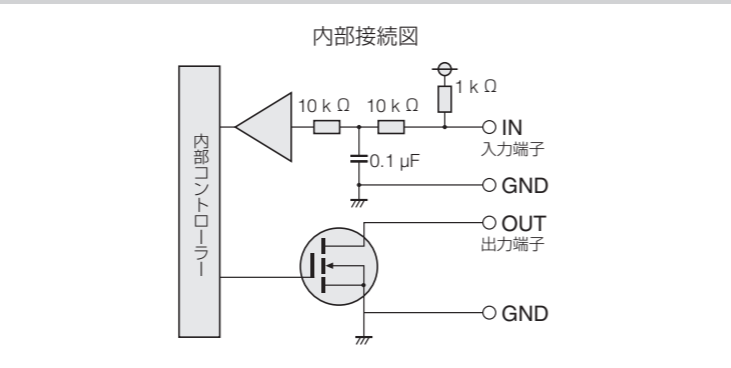 内部接続図
1 k Ω
10 k Ω
10 k Ω
IN
入力端子
0.1 μF
GND
内部コントローラー
OUT
出力端子
GND